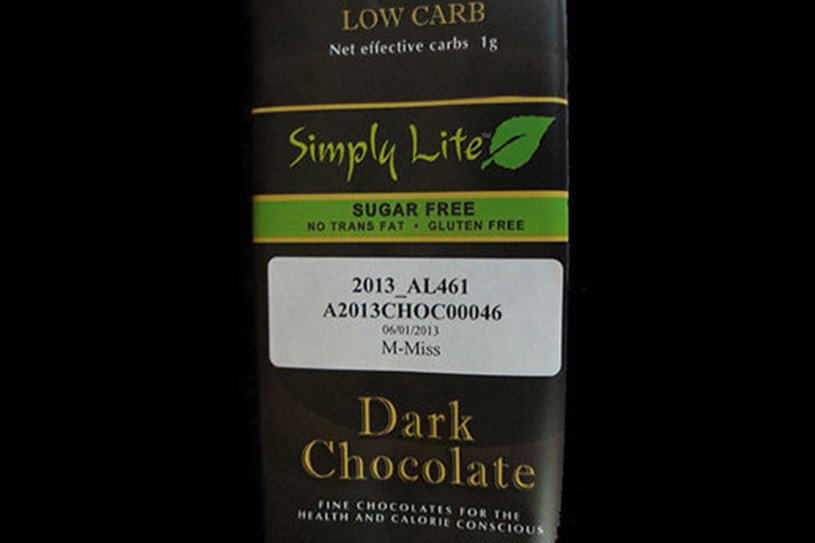 LOW CARB
Net effective carbs 1g
Simply Lite™
SUGAR FREE
NO TRANS FAT • GLUTEN FREE
2013_AL461
A2013CHOC00046
06/01/2013
M-Miss
Dark
Chocolate
FINE CHOCOLATES FOR THE
HEALTH AND CALORIE CONSCIOUS